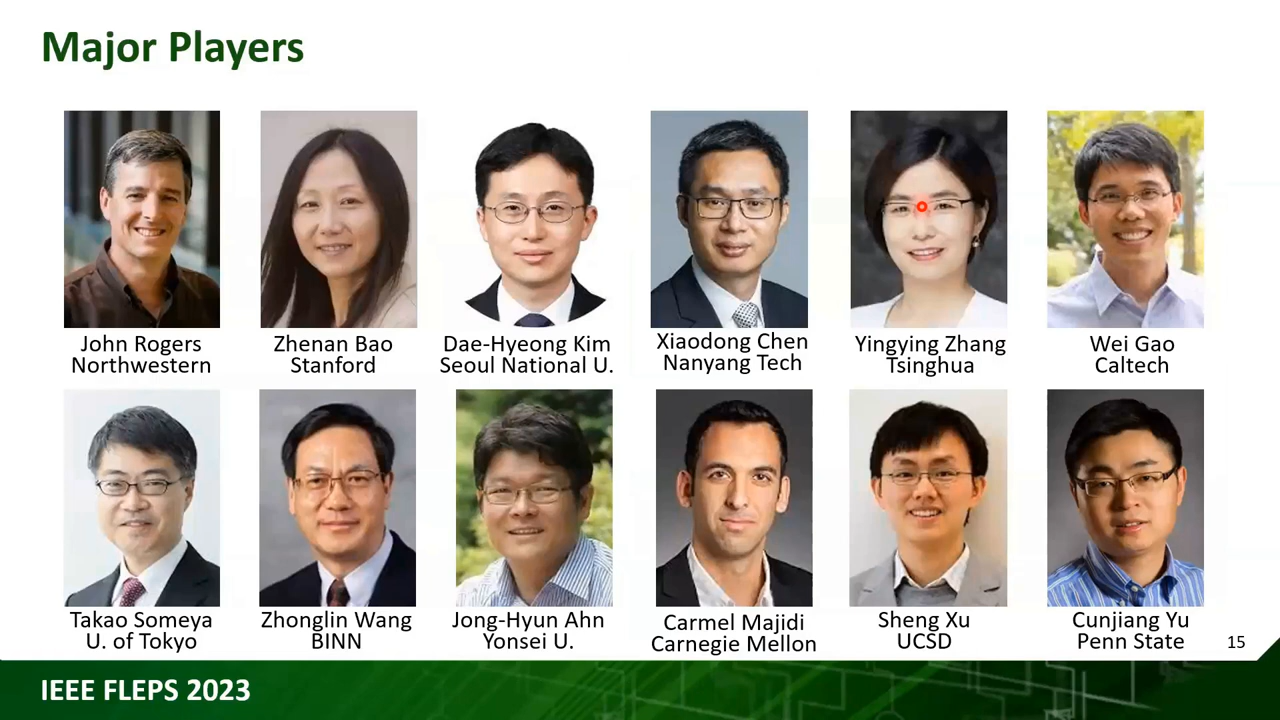 Major Players
John Rogers
Northwestern
Zhenan Bao
Stanford
Dae-Hyeong Kim
Seoul National U.
Xiaodong Chen
Nanyang Tech
Yingying Zhang
Tsinghua
Wei Gao
Caltech
Takao Someya
U. of Tokyo
Zhonglin Wang
BINN
Jong-Hyun Ahn
Yonsei U.
Carmel Majidi
Carnegie Mellon
Sheng Xu
UCSD
Cunjiang Yu
Penn State
15
IEEE FLEPS 2023